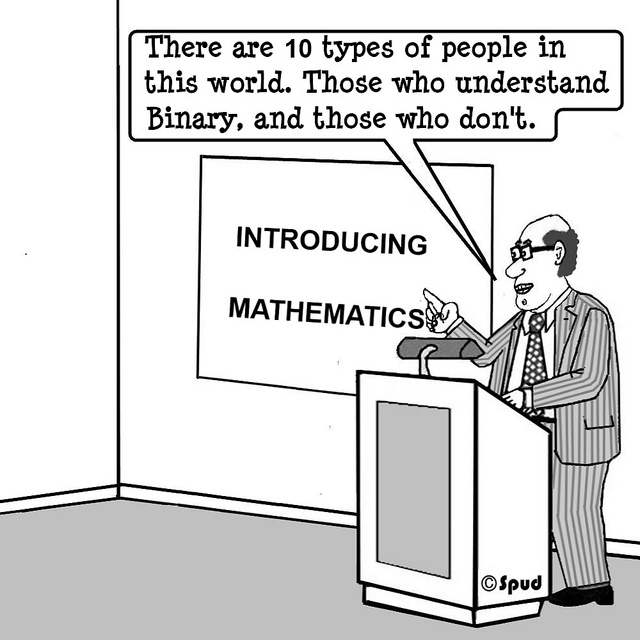 There are 10 types of people in
this world. Those who understand
Binary, and those who don't.
INTRODUCING
MATHEMATICS
©Spud